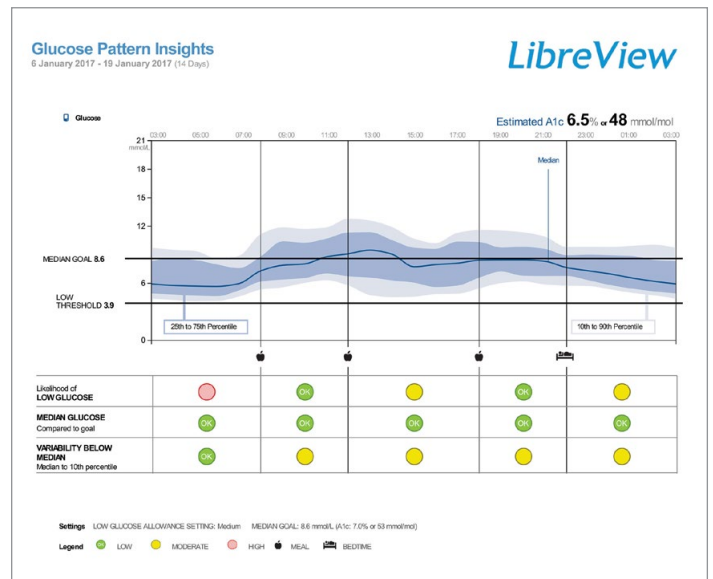 Glucose Pattern Insights
LibreView
6 January 2017 - 19 January 2017 (14 Days)
Glucose
Estimated A1c 6.5% or 48 mmol/mol
03:00 05:00 07:00 09:00 11:00 13:00 15:00 17:00 19:00 21:00 23:00 01:00 03:00
21
mmol/L
Median
18
15
12
MEDIAN GOAL 8.6
6
LOW
THRESHOLD 3.9
25th to 75th Percentile
10th to 90th Percentile
0
Likelihood of
LOW GLUCOSE
OK OK
MEDIAN GLUCOSE
Compared to goal
OK OK OK OK OK
VARIABILITY BELOW
MEDIAN
Median to 10th percentile
OK
Settings LOW GLUCOSE ALLOWANCE SETTING: Medium MEDIAN GOAL: 8.6 mmol/L (A1c: 7.0% or 53 mmol/mol)
Legend OK LOW MODERATE HIGH MEAL BEDTIME